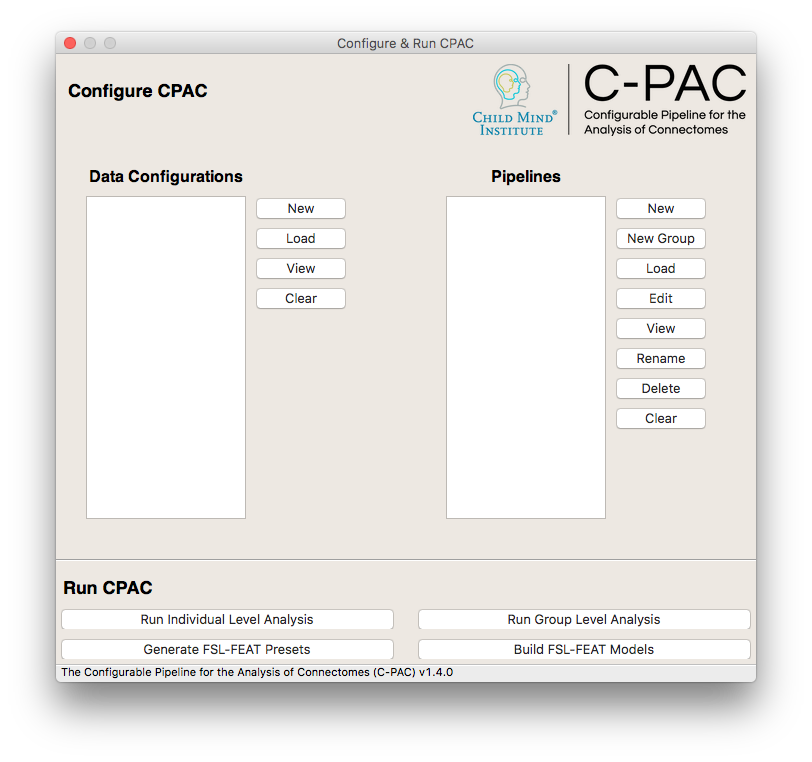 Configure & Run CPAC
Configure CPAC
CHILD MIND®
INSTITUTE
C-PAC
Configurable Pipeline for the
Analysis of Connectomes
Data Configurations
New
Load
View
Clear
Pipelines
New
New Group
Load
Edit
View
Rename
Delete
Clear
Run CPAC
Run Individual Level Analysis
Run Group Level Analysis
Generate FSL-FEAT Presets
Build FSL-FEAT Models
The Configurable Pipeline for the Analysis of Connectomes (C-PAC) v1.4.0